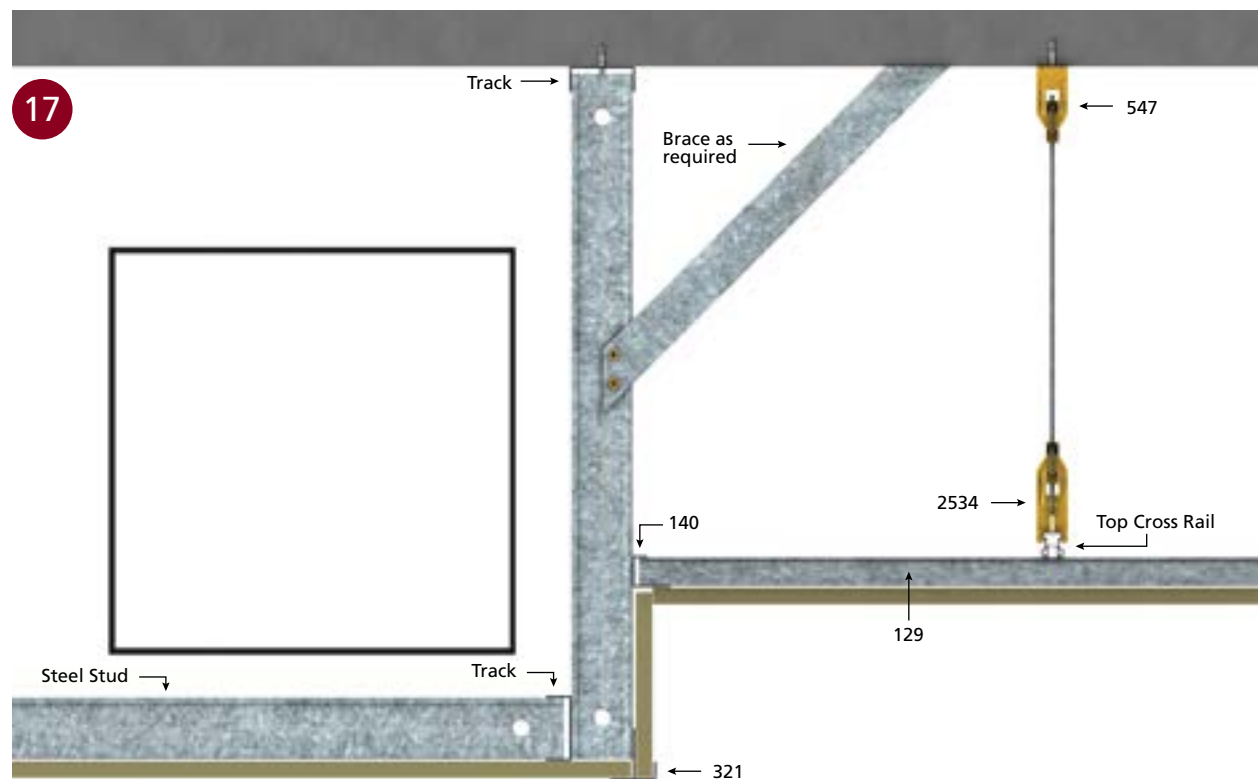 17
Track
547
Brace as
required
2534
140
Top Cross Rail
129
Steel Stud
Track
321